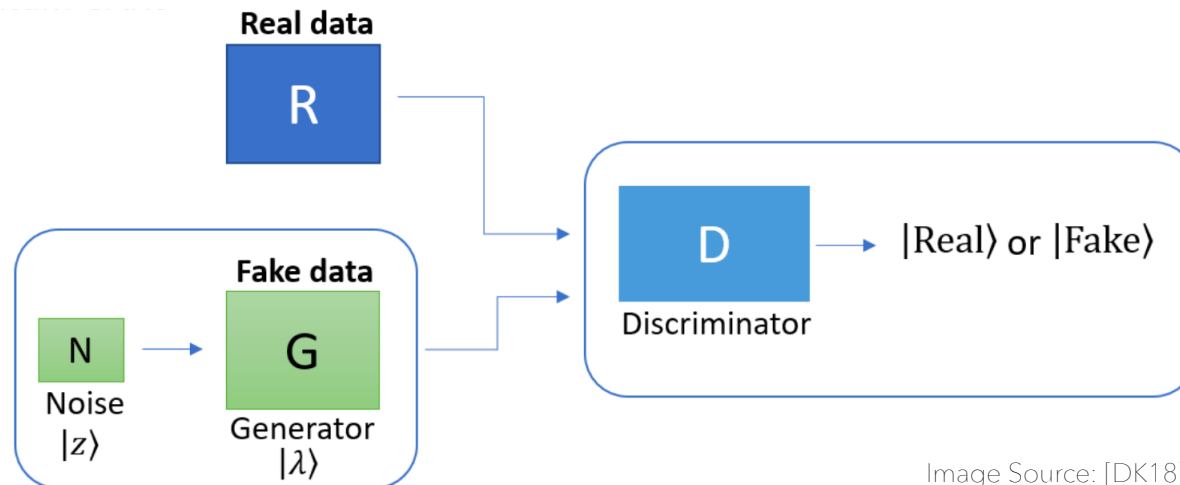 Real data
R
Fake data
N
G
Noise
|z⟩
Generator
|λ⟩
D
Discriminator
|Real⟩ or |Fake⟩
Image Source: [DK18